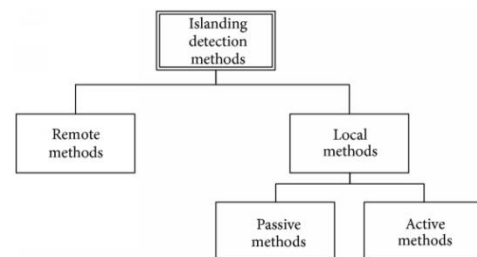 Islanding
detection
methods
Remote
methods
Local
methods
Passive
methods
Active
methods